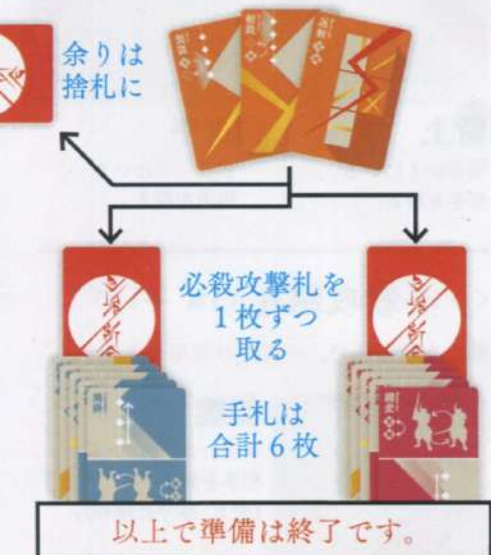 余りは
捨札に
必殺攻撃札を
1枚ずつ
取る
手札は
合計6枚
以上で準備は終了です。